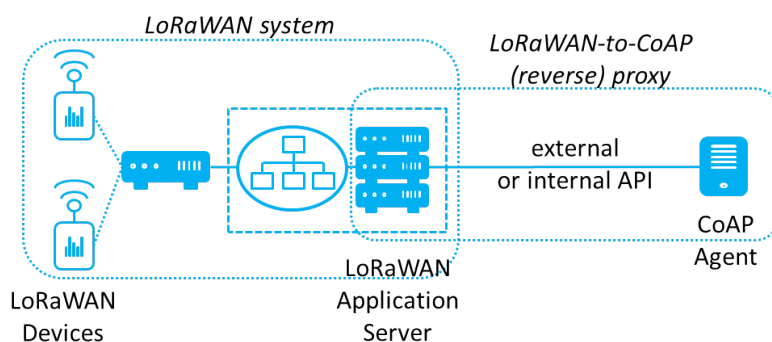 LoRaWAN system
LoRaWAN-to-CoAP
(reverse) proxy
external
or internal API
CoAP
Agent
LoRaWAN
Devices
LoRaWAN
Application
Server